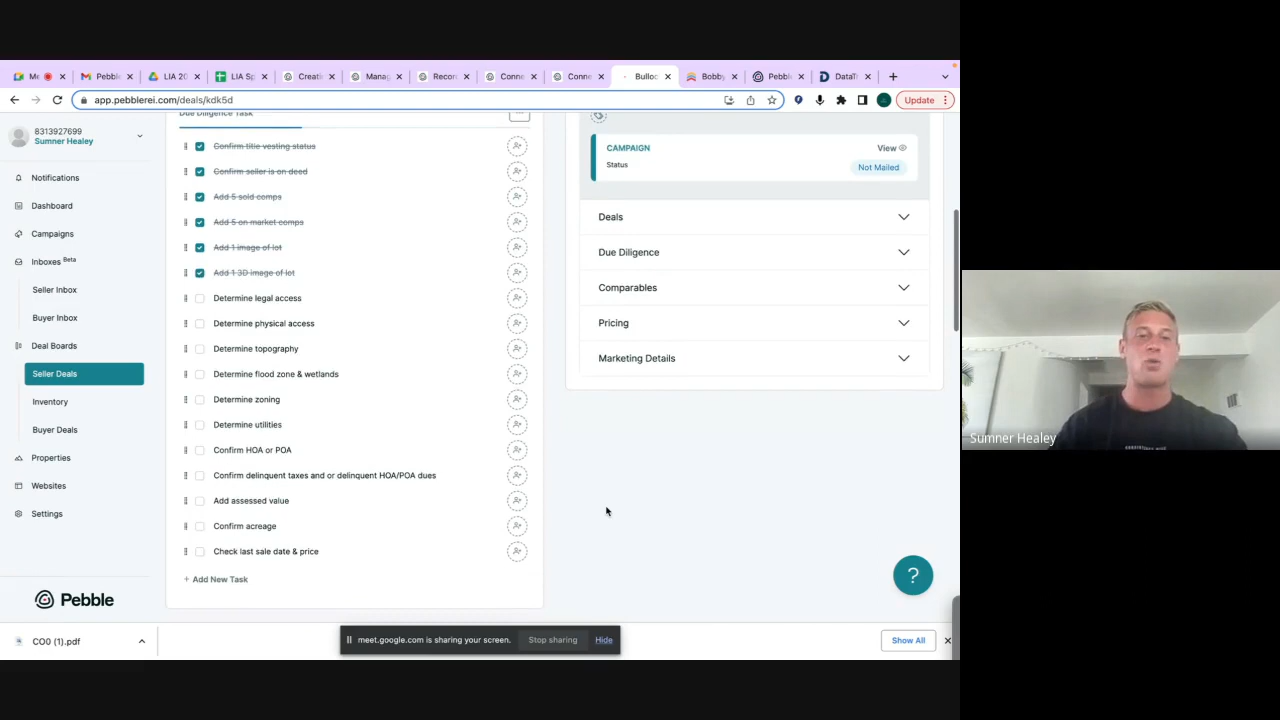 Me
Pebble
LIA 20
LIA Sp
Creatin
Manag
Recor
Conne
Conne
Bulloc
Bobby
Pebble
DataTr
app.pebblerei.com/deals/kdk5d
Update
8313927699
Sumner Healey
Notifications
Dashboard
Campaigns
Inboxes Beta
Seller Inbox
Buyer Inbox
Deal Boards
Seller Deals
Inventory
Buyer Deals
Properties
Websites
Settings
Pebble
Due Diligence Task
Confirm title vesting status
Confirm seller is on deed
Add 5 sold comps
Add 5 on market comps
Add 1 image of lot
Add 1 3D image of lot
Determine legal access
Determine physical access
Determine topography
Determine flood zone & wetlands
Determine zoning
Determine utilities
Confirm HOA or POA
Confirm delinquent taxes and or delinquent HOA/POA dues
Add assessed value
Confirm acreage
Check last sale date & price
+ Add New Task
CAMPAIGN View
Status Not Mailed
Deals
Due Diligence
Comparables
Pricing
Marketing Details
?
CO0 (1).pdf
meet.google.com is sharing your screen. Stop sharing Hide
Show All
Sumner Healey